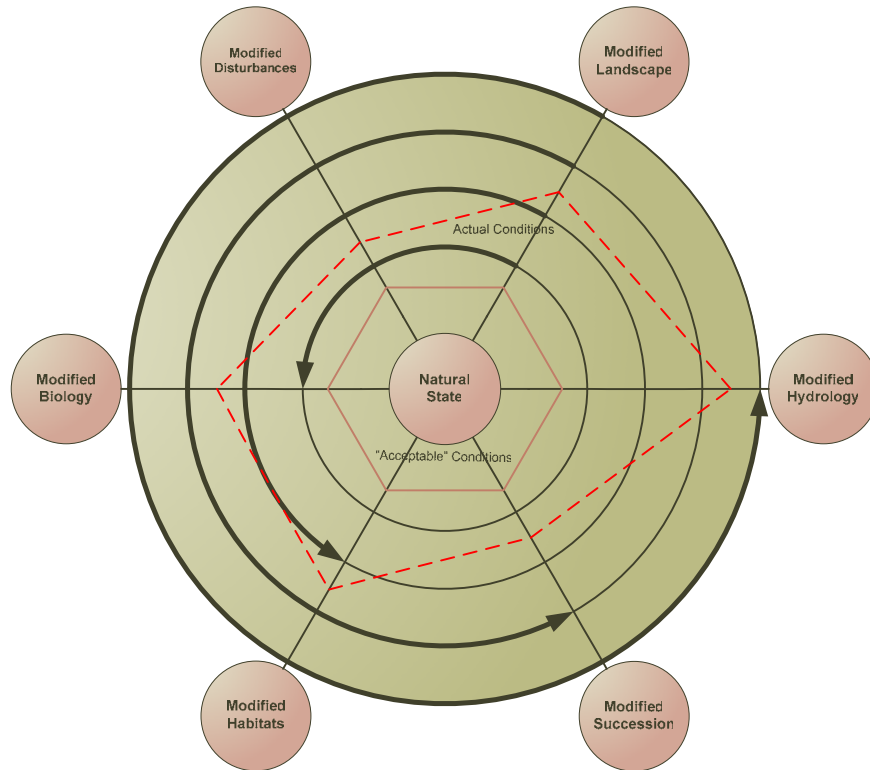 Modified
Disturbances
Modified
Landscape
Actual Conditions
Modified
Biology
Natural
State
Modified
Hydrology
"Acceptable" Conditions
Modified
Habitats
Modified
Succession